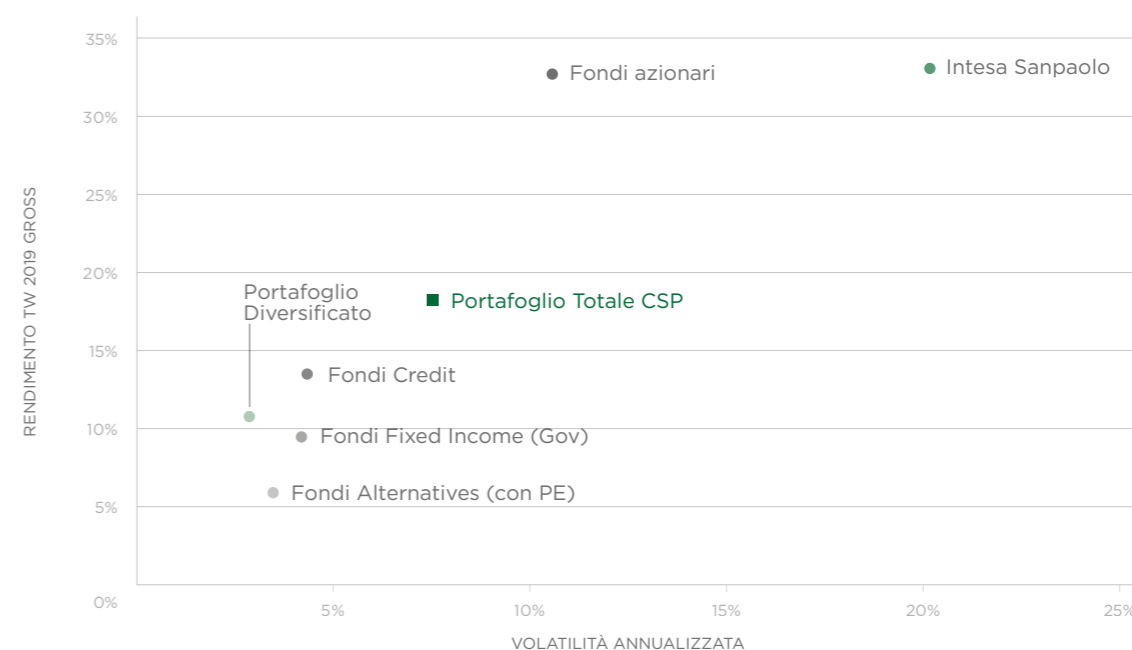 35%
30%
25%
20%
15%
10%
5%
0%
RENDIMENTO TW 2019 GROSS
Fondi azionari
Intesa Sanpaolo
Portafoglio
Diversificato
Portafoglio Totale CSP
Fondi Credit
Fondi Fixed Income (Gov)
Fondi Alternatives (con PE)
5%
10%
15%
20%
25%
VOLATILITÀ ANNUALIZZATA